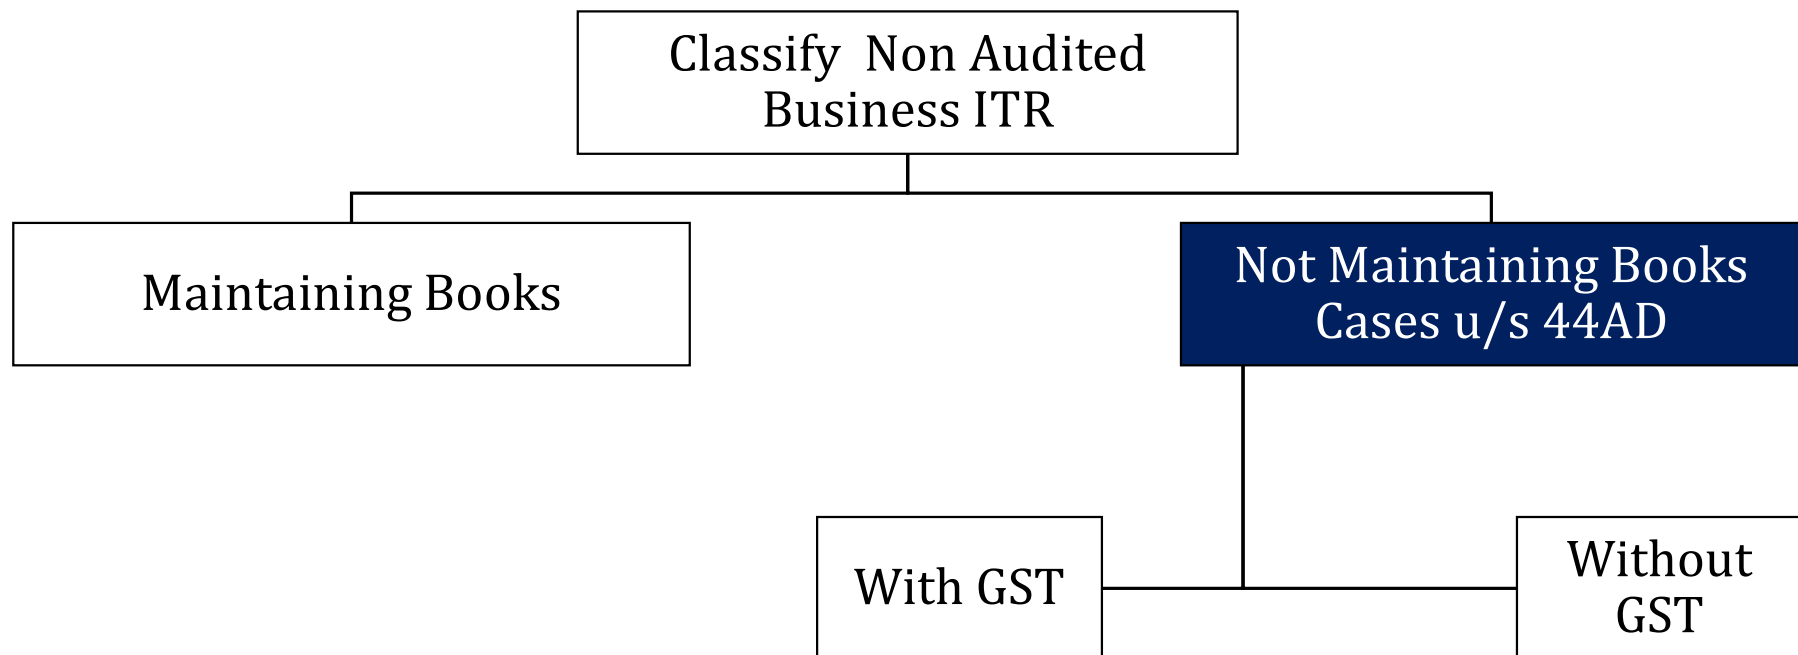 Classify  Non Audited
Business ITR
Maintaining Books
Not Maintaining Books
Cases u/s 44AD
With GST
Without
GST